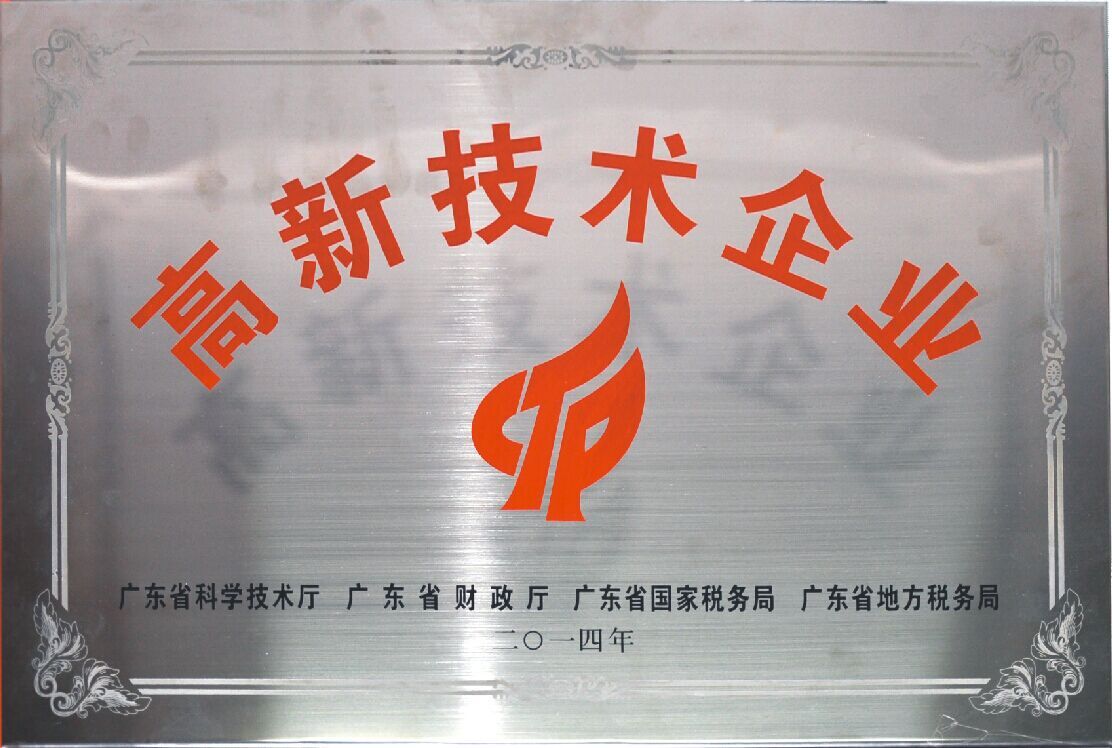 高新技术企业
广东省科学技术厅 广东省财政厅 广东省国家税务局 广东省地方税务局
二〇一四年